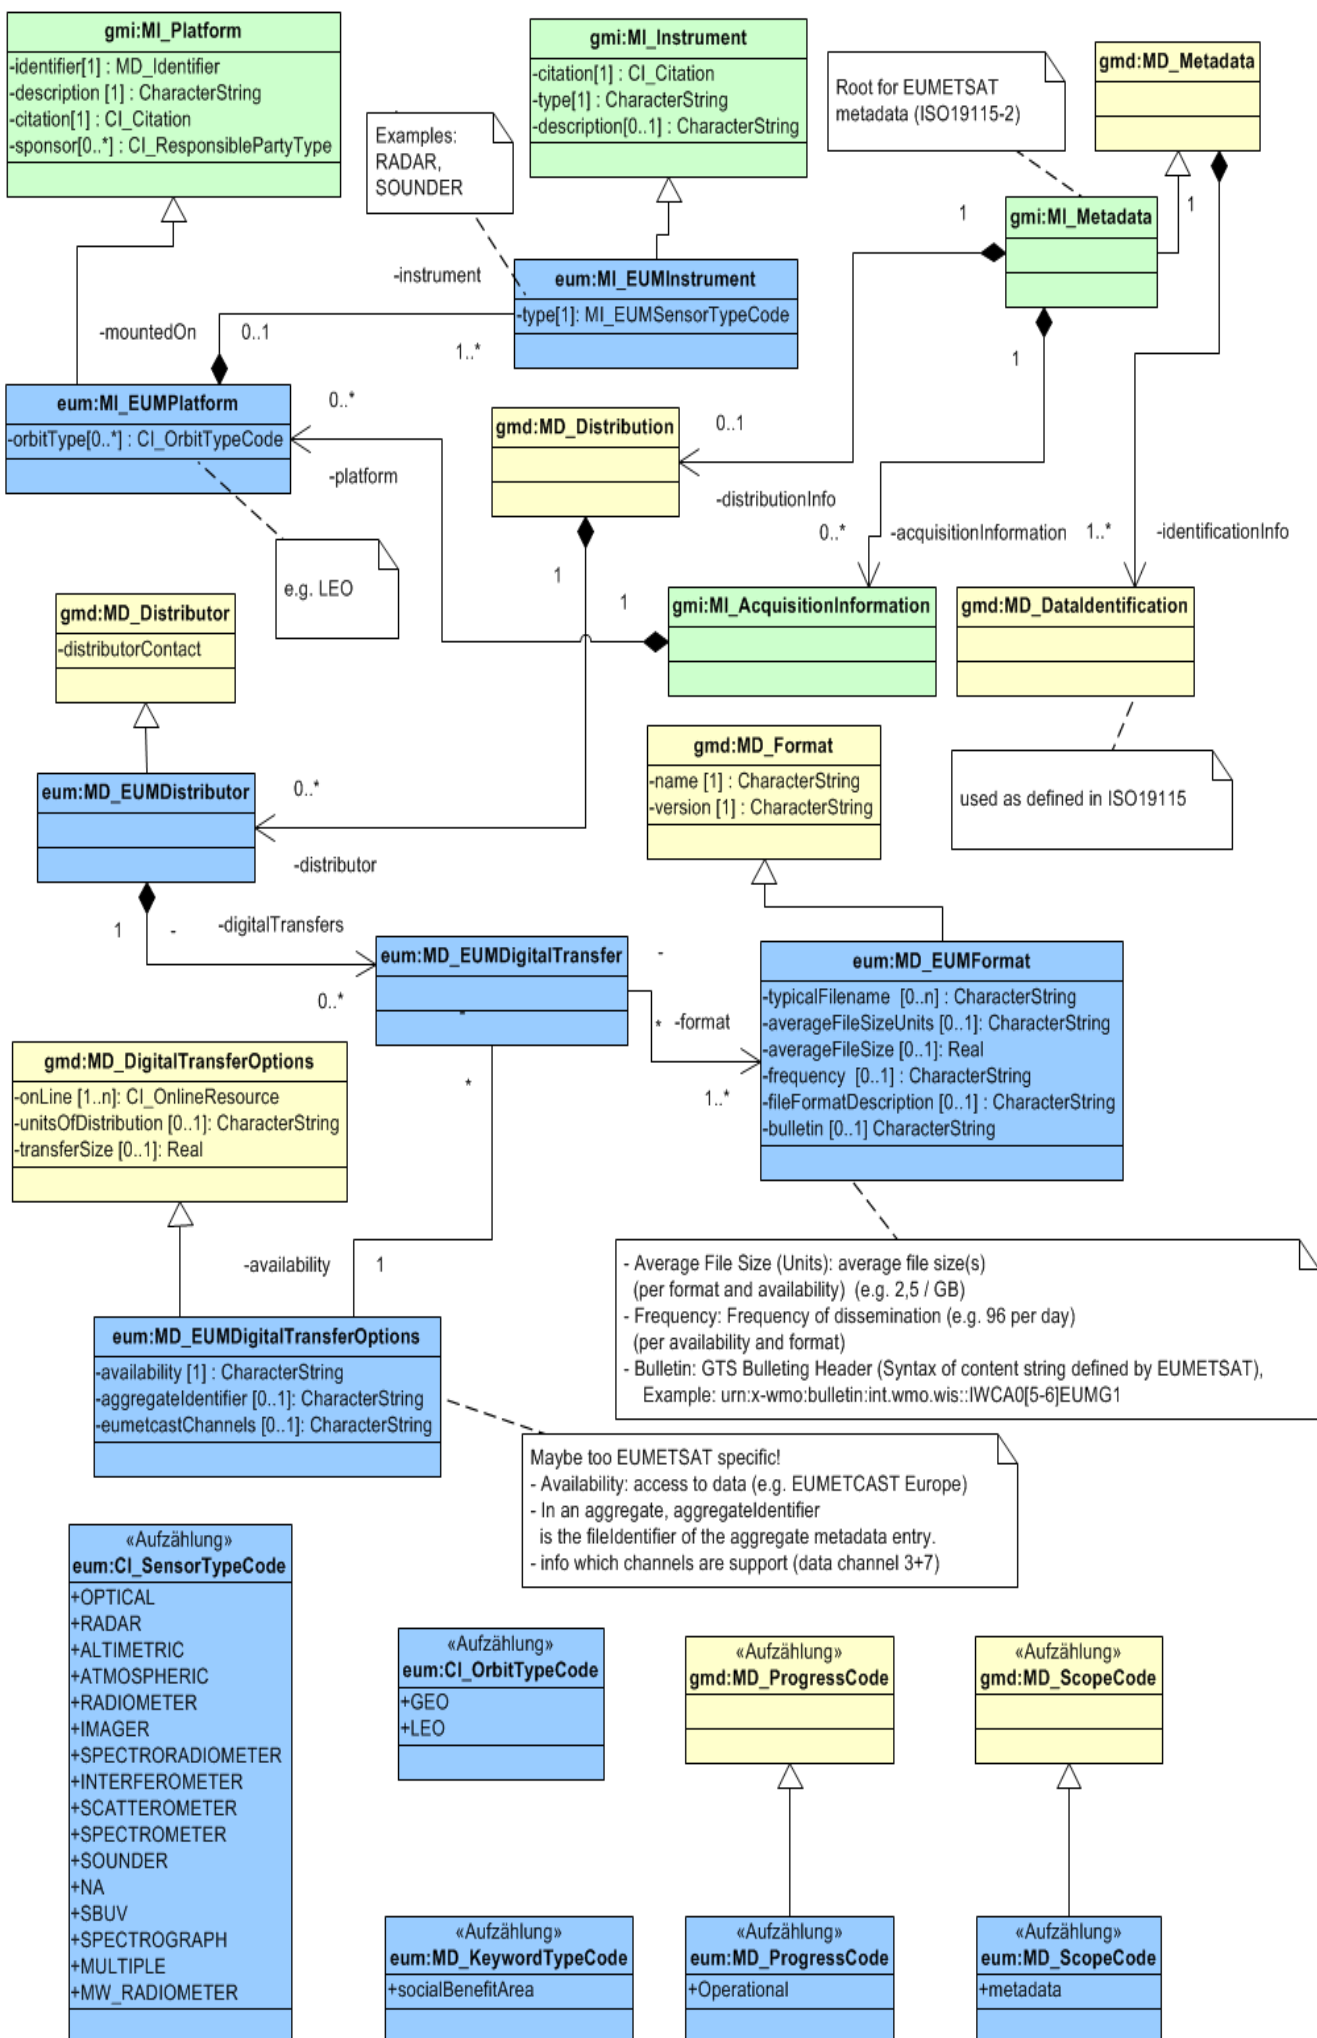 gmi:MI_Platform
-identifier[1] : MD_Identifier
-description [1] : CharacterString
-citation[1] : CI_Citation
-sponsor[0..*] : CI_ResponsiblePartyType
gmi:MI_Instrument
-citation[1] : CI_Citation
-type[1] : CharacterString
-description[0..1] : CharacterString
Examples:
RADAR,
SOUNDER
Root for EUMETSAT
metadata (ISO19115-2)
gmd:MD_Metadata
gmi:MI_Metadata
1
1
1
eum:MI_EUMInstrument
-type[1]: MI_EUMSensorTypeCode
-instrument
-mountedOn
0..1
1..*
eum:MI_EUMPlatform
-orbitType[0..*] : CI_OrbitTypeCode
0..*
-platform
e.g. LEO
gmd:MD_Distribution
0..1
-distributionInfo
0..*
-acquisitionInformation
1..*
-identificationInfo
1
1
gmi:MI_AcquisitionInformation
gmd:MD_DataIdentification
used as defined in ISO19115
gmd:MD_Distributor
-distributorContact
eum:MD_EUMDistributor
0..*
-distributor
gmd:MD_Format
-name [1] : CharacterString
-version [1] : CharacterString
1
-
-digitalTransfers
0..*
eum:MD_EUMDigitalTransfer
-
-
* -format
1..*
*
eum:MD_EUMFormat
-typicalFilename [0..n] : CharacterString
-averageFileSizeUnits [0..1]: CharacterString
-averageFileSize [0..1]: Real
-frequency [0..1] : CharacterString
-fileFormatDescription [0..1] : CharacterString
-bulletin [0..1] CharacterString
gmd:MD_DigitalTransferOptions
-onLine [1..n]: CI_OnlineResource
-unitsOfDistribution [0..1]: CharacterString
-transferSize [0..1]: Real
-availability
1
- Average File Size (Units): average file size(s)
(per format and availability) (e.g. 2,5 / GB)
- Frequency: Frequency of dissemination (e.g. 96 per day)
(per availability and format)
- Bulletin: GTS Bulleting Header (Syntax of content string defined by EUMETSAT),
Example: urn:x-wmo:bulletin:int.wmo.wis::IWCA0[5-6]EUMG1
eum:MD_EUMDigitalTransferOptions
-availability [1] : CharacterString
-aggregateIdentifier [0..1]: CharacterString
-eumetcastChannels [0..1]: CharacterString
Maybe too EUMETSAT specific!
- Availability: access to data (e.g. EUMETCAST Europe)
- In an aggregate, aggregateIdentifier
is the fileIdentifier of the aggregate metadata entry.
- info which channels are support (data channel 3+7)
«Aufzählung»
eum:CI_SensorTypeCode
+OPTICAL
+RADAR
+ALTIMETRIC
+ATMOSPHERIC
+RADIOMETER
+IMAGER
+SPECTRORADIOMETER
+INTERFEROMETER
+SCATTEROMETER
+SPECTROMETER
+SOUNDER
+NA
+SBUV
+SPECTROGRAPH
+MULTIPLE
+MW_RADIOMETER
«Aufzählung»
eum:CI_OrbitTypeCode
+GEO
+LEO
«Aufzählung»
gmd:MD_ProgressCode
«Aufzählung»
gmd:MD_ScopeCode
«Aufzählung»
eum:MD_KeywordTypeCode
+socialBenefitArea
«Aufzählung»
eum:MD_ProgressCode
+Operational
«Aufzählung»
eum:MD_ScopeCode
+metadata